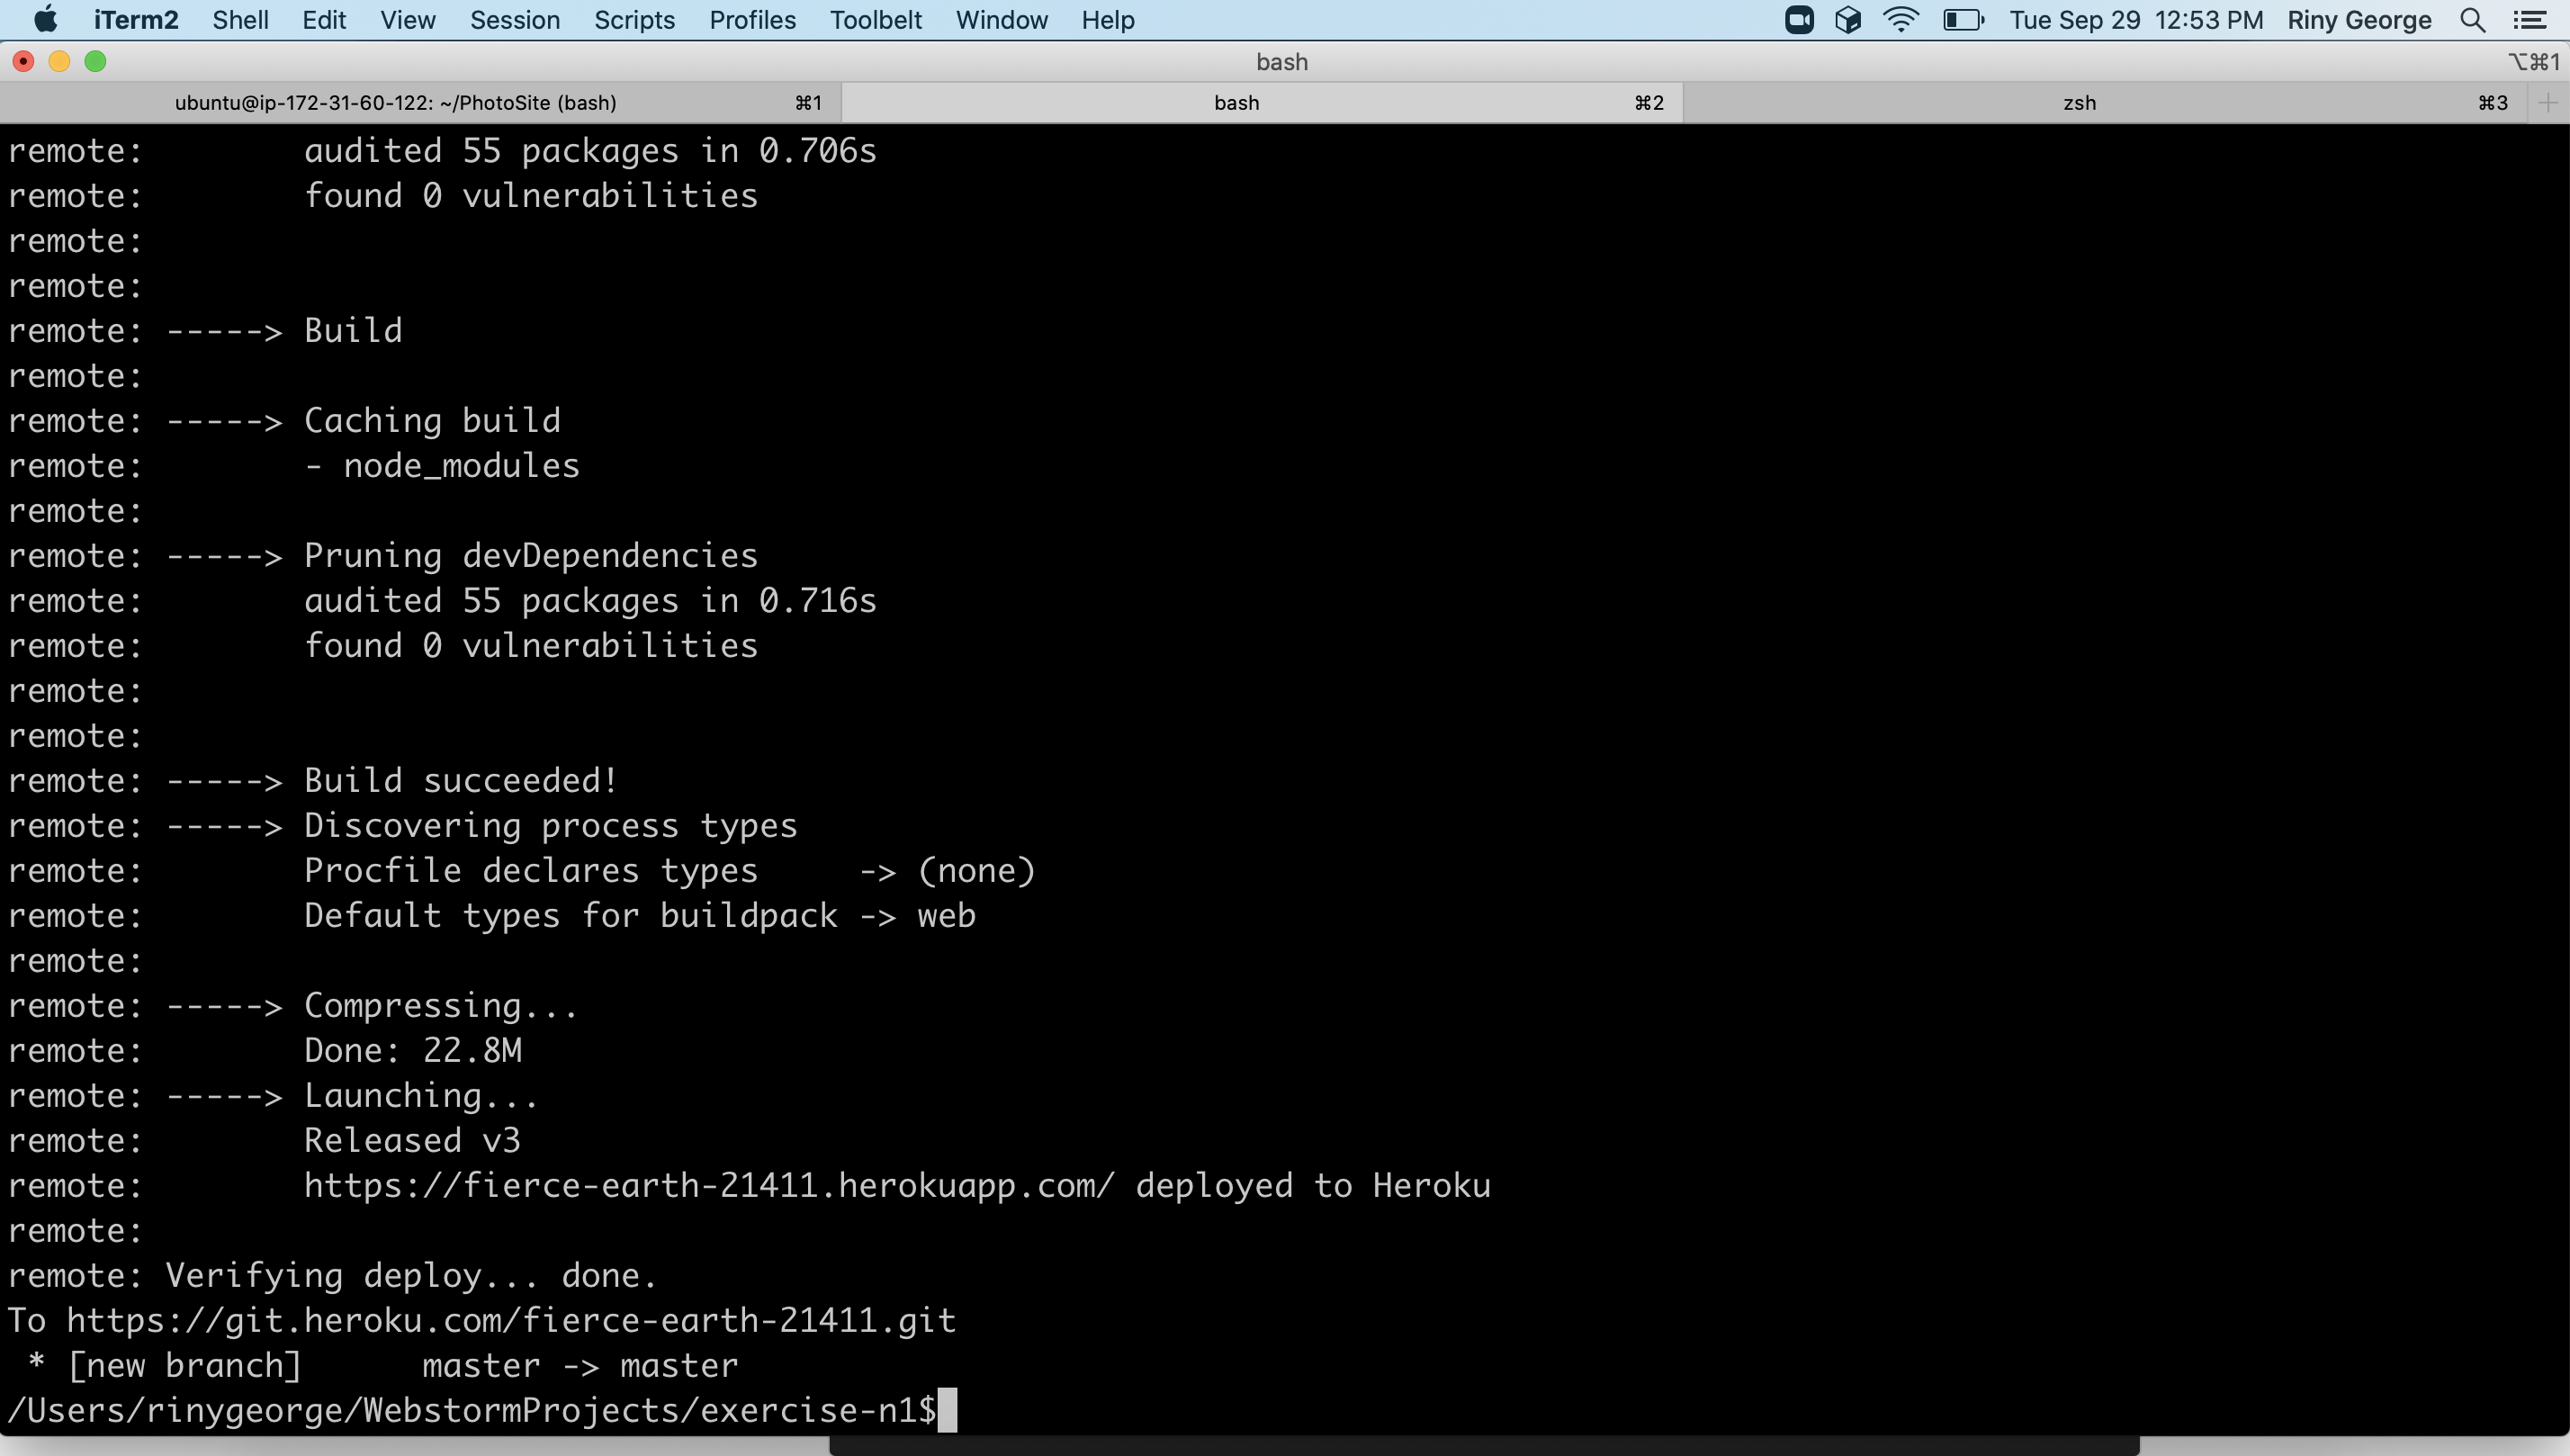 iTerm2 Shell Edit View Session Scripts Profiles Toolbelt Window Help Tue Sep 29 12:53 PM Riny George
bash ⌥⌘1
ubuntu@ip-172-31-60-122: ~/PhotoSite (bash) ⌘1 bash ⌘2 zsh ⌘3
remote:        audited 55 packages in 0.706s
remote:        found 0 vulnerabilities
remote:
remote:
remote: -----> Build
remote:
remote: -----> Caching build
remote:        - node_modules
remote:
remote: -----> Pruning devDependencies
remote:        audited 55 packages in 0.716s
remote:        found 0 vulnerabilities
remote:
remote:
remote: -----> Build succeeded!
remote: -----> Discovering process types
remote:        Procfile declares types     -> (none)
remote:        Default types for buildpack -> web
remote:
remote: -----> Compressing...
remote:        Done: 22.8M
remote: -----> Launching...
remote:        Released v3
remote:        https://fierce-earth-21411.herokuapp.com/ deployed to Heroku
remote:
remote: Verifying deploy... done.
To https://git.heroku.com/fierce-earth-21411.git
 * [new branch]      master -> master
/Users/rinygeorge/WebstormProjects/exercise-n1$